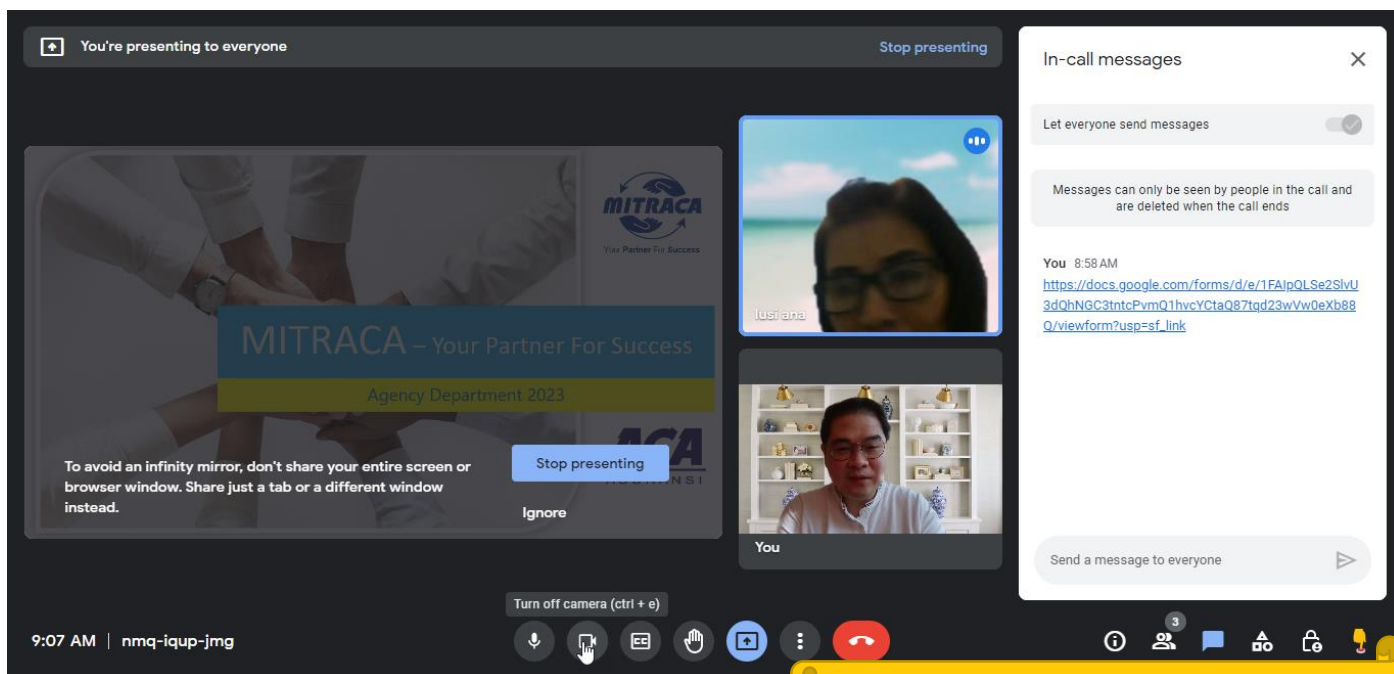 You're presenting to everyone
Stop presenting
MITRACA
Your Partner For Success
MITRACA – Your Partner For Success
Agency Department 2023
ACA
To avoid an infinity mirror, don't share your entire screen or
browser window. Share just a tab or a different window
instead.
Stop presenting
Ignore
lusi ana
You
In-call messages
Let everyone send messages
Messages can only be seen by people in the call and
are deleted when the call ends
You 8:58 AM
https://docs.google.com/forms/d/e/1FAIpQLSe2SlvU
3dQhNGC3tntcPvmQ1hvcYCtaQ87tqd23wVw0eXb88
Q/viewform?usp=sf_link
Send a message to everyone
Turn off camera (ctrl + e)
9:07 AM | nmq-iqup-jmg
CC
3